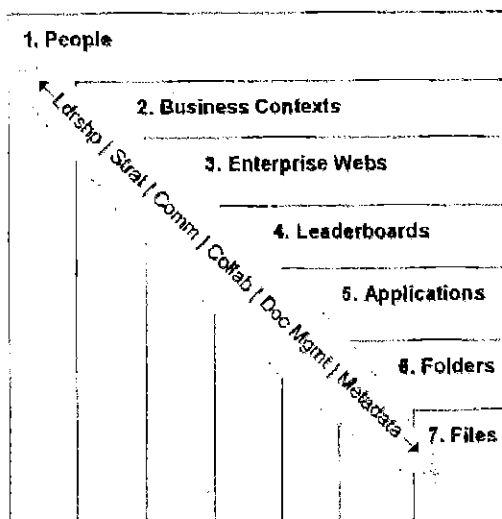 1. People
2. Business Contexts
3. Enterprise Webs
4. Leaderboards
5. Applications
6. Folders
7. Files
Ldrshp | Strat | Comm | Collab | Doc Mgmt | Metadata